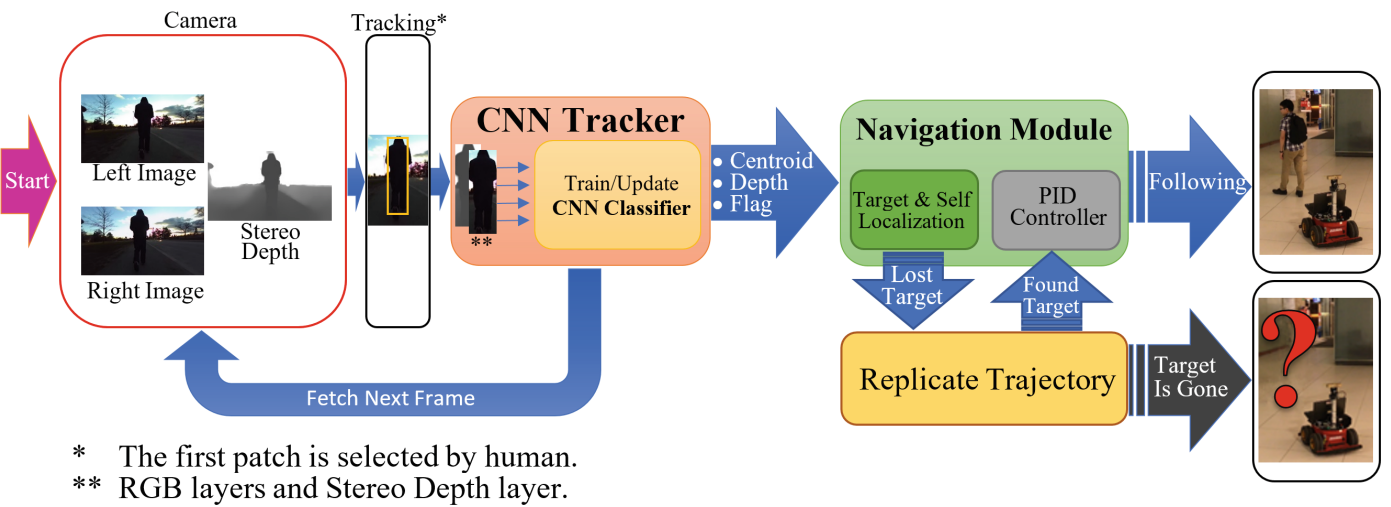 Camera
Tracking*
Start
Left Image
Right Image
Stereo
Depth
CNN Tracker
**
Train/Update
CNN Classifier
• Centroid
• Depth
• Flag
Navigation Module
Target & Self
Localization
PID
Controller
Following
Lost
Target
Found
Target
Replicate Trajectory
Target
Is Gone
?
Fetch Next Frame
* The first patch is selected by human.
** RGB layers and Stereo Depth layer.